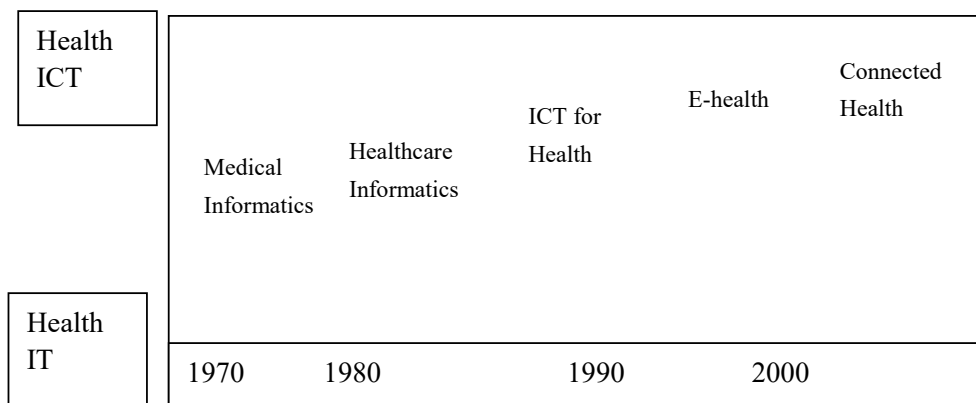 Health
ICT
Connected
Health
E-health
ICT for
Health
Healthcare
Informatics
Medical
Informatics
Health
IT
1970 1980 1990 2000